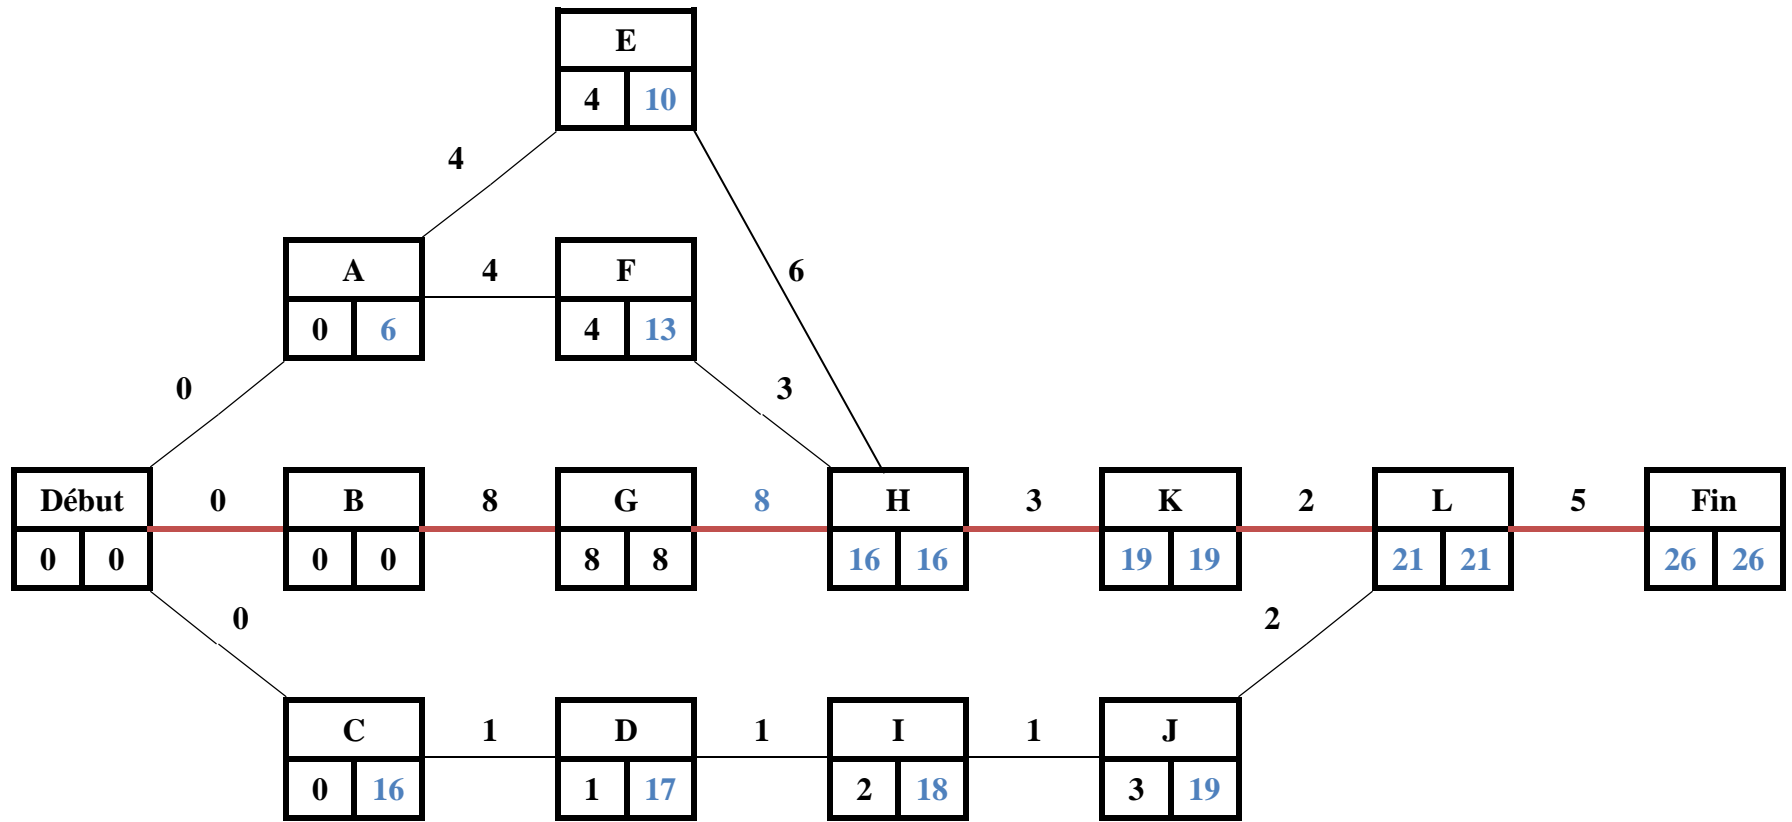 E
4 10
4
A 4 F 6
0 6 4 13
0 3
Début 0 B 8 G 8 H 3 K 2 L 5 Fin
0 0 0 0 8 8 16 16 19 19 21 21 26 26
0 2
C 1 D 1 I 1 J
0 16 1 17 2 18 3 19